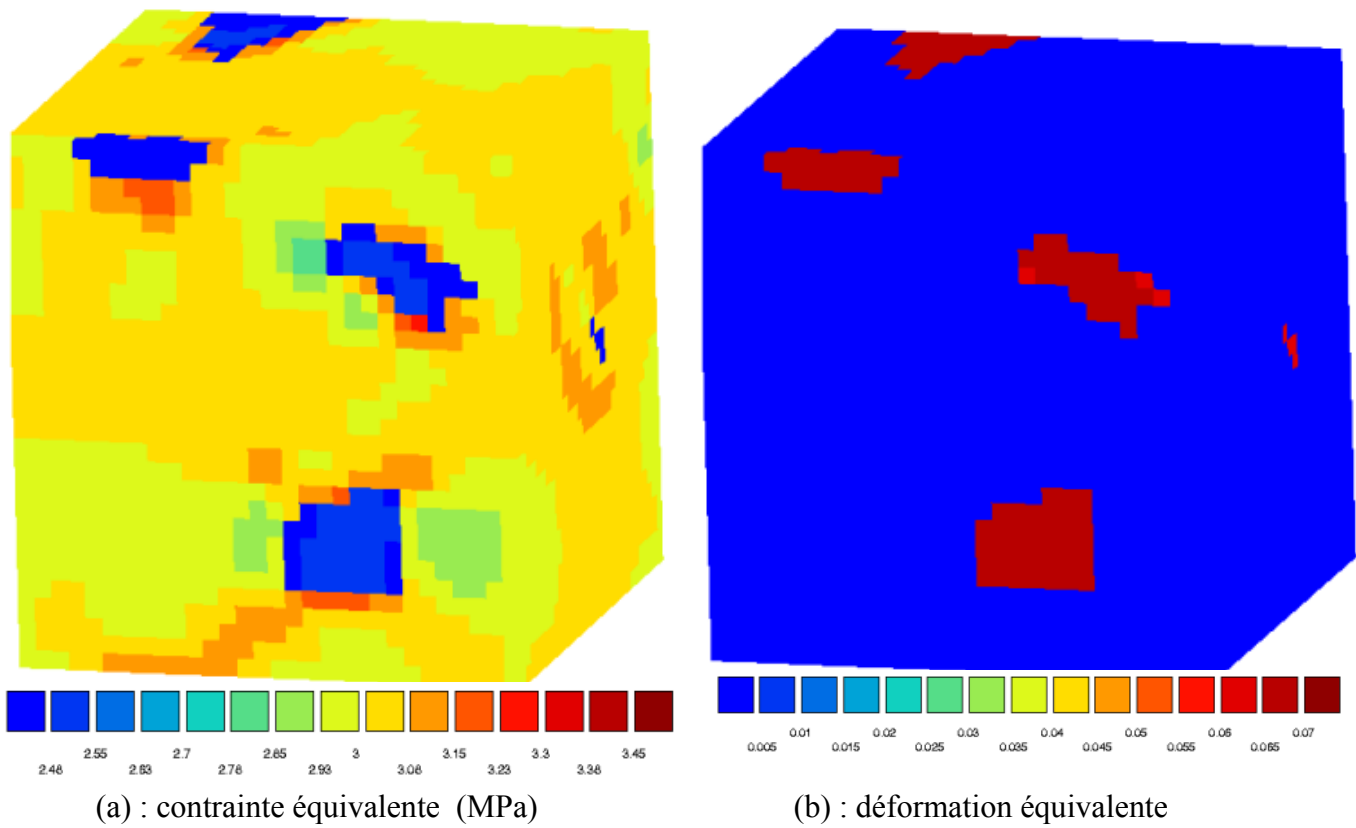 2.55 2.7 2.85 3 3.15 3.3 3.45
2.48 2.63 2.78 2.93 3.08 3.23 3.38
0.01 0.02 0.03 0.04 0.05 0.06 0.07
0.005 0.015 0.025 0.035 0.045 0.055 0.065
(a) : contrainte équivalente (MPa)
(b) : déformation équivalente